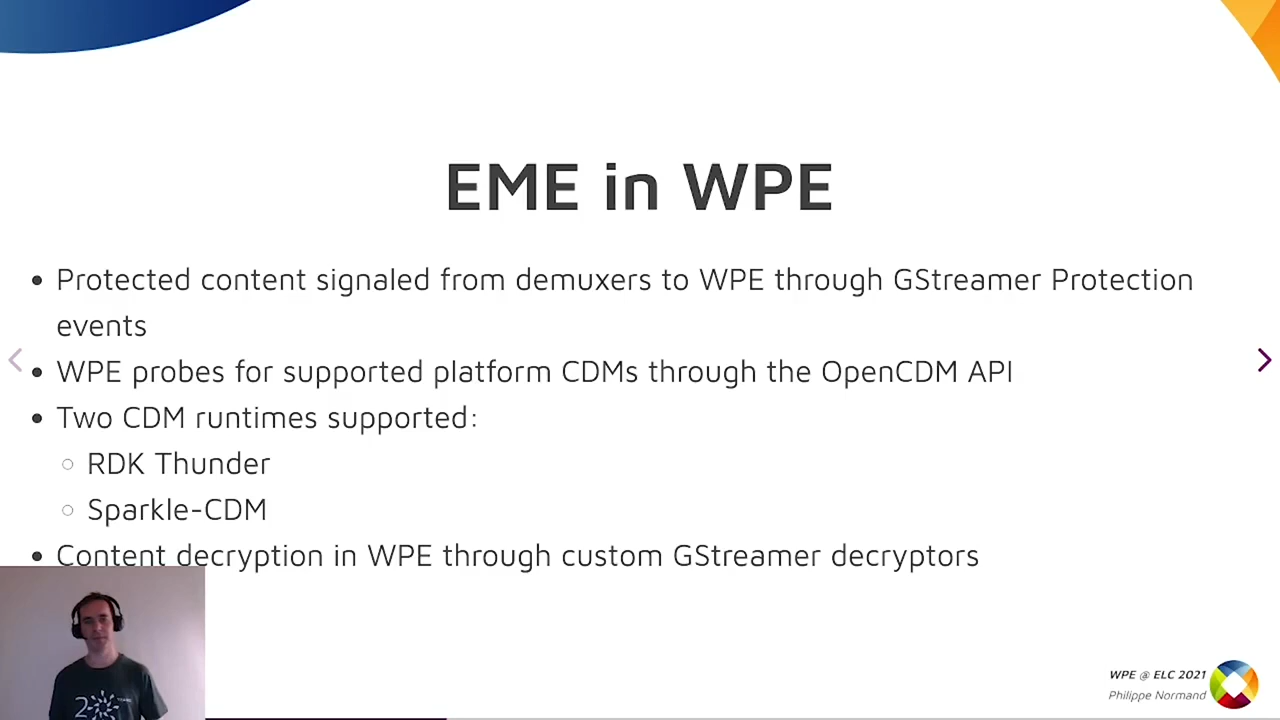 EME in WPE
Protected content signaled from demuxers to WPE through GStreamer Protection
events
WPE probes for supported platform CDMs through the OpenCDM API
Two CDM runtimes supported:
RDK Thunder
Sparkle-CDM
Content decryption in WPE through custom GStreamer decryptors
2
WPE @ ELC 2021
Philippe Normand